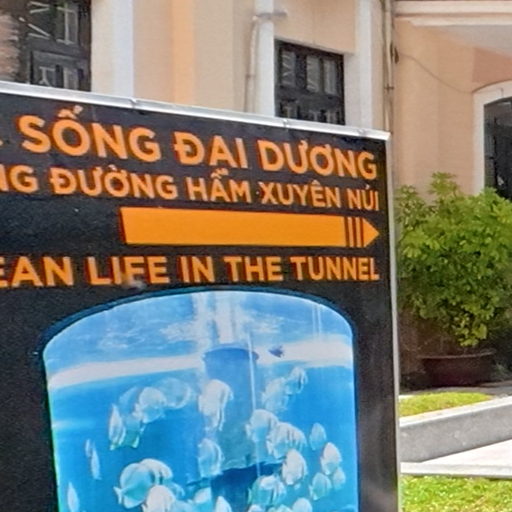 SỐNG ĐẠI DƯƠNG
NG ĐƯỜNG HẦM XUYÊN NÚI
EAN LIFE IN THE TUNNEL